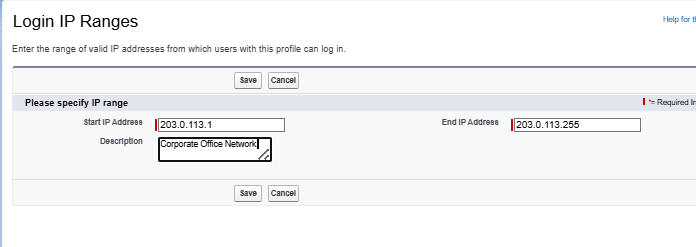 Login IP Ranges
Help for
Enter the range of valid IP addresses from which users with this profile can log in.
Save Cancel
Please specify IP range
= Required
Start IP Address 203.0.113.1 End IP Address 203.0.113.255
Description Corporate Office Network
Save Cancel